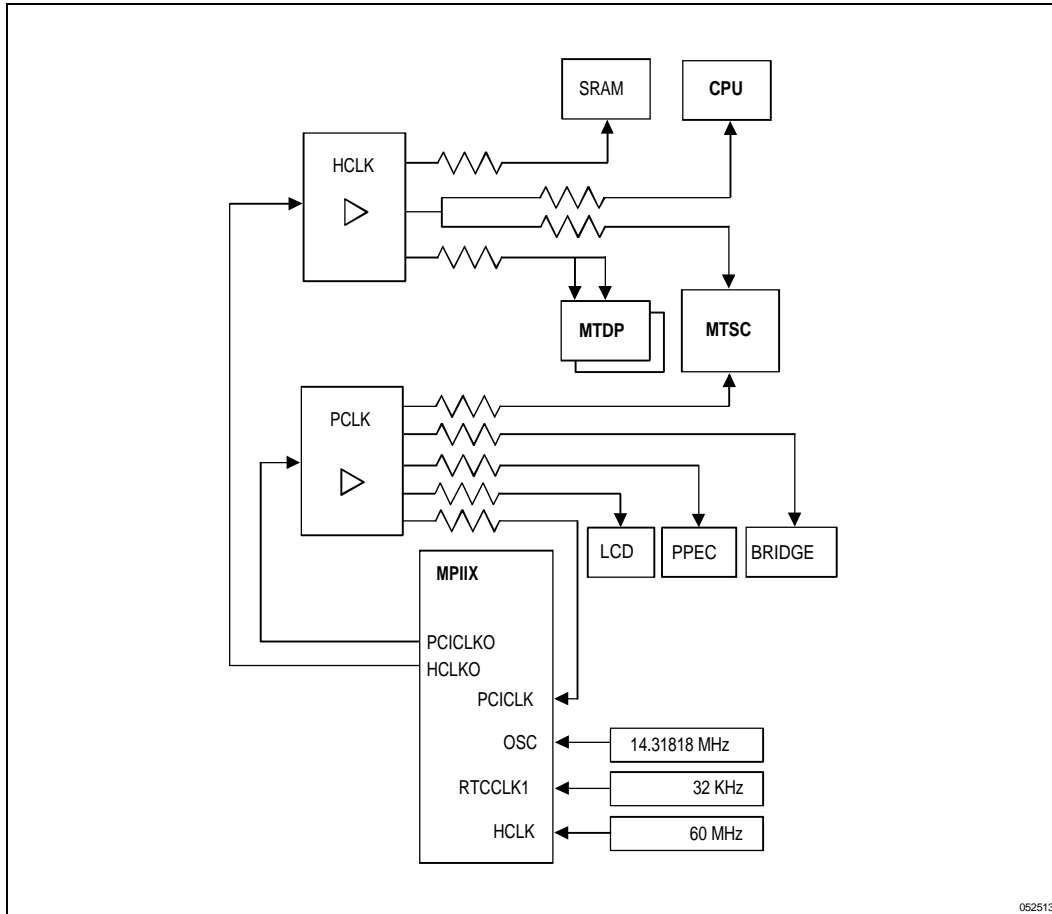 SRAM
CPU
HCLK
MTDP
MTSC
PCLK
LCD
PPEC
BRIDGE
MPIIX
PCICLKO
HCLKO
PCICLK
OSC
14.31818 MHz
RTCCLK1
32 KHz
HCLK
60 MHz
052513